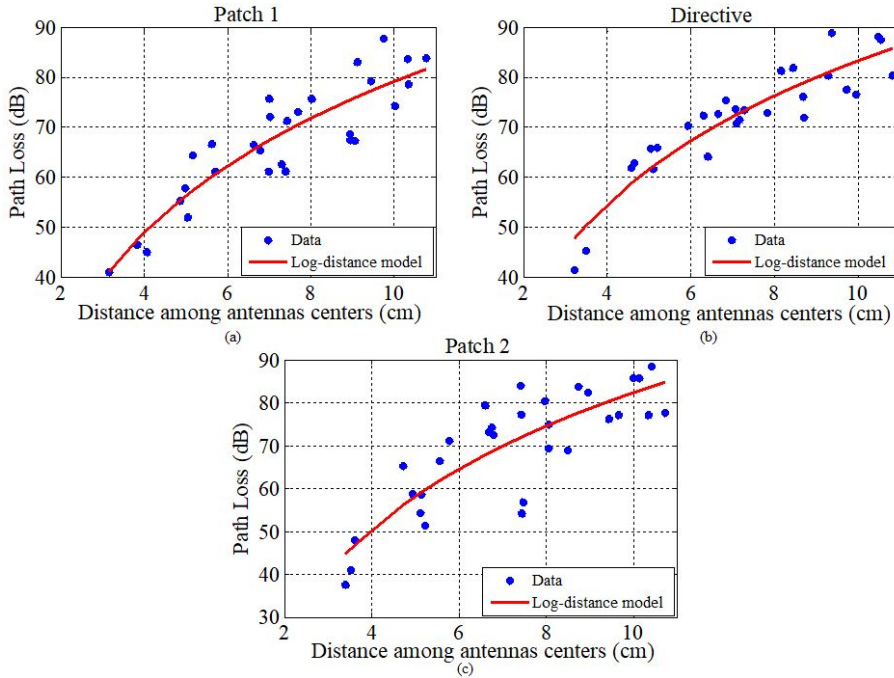 Patch 1
90
80
70
60
50
40
Path Loss (dB)
Data
Log-distance model
2 4 6 8 10
Distance among antennas centers (cm)
(a)
Directive
90
80
70
60
50
40
Path Loss (dB)
Data
Log-distance model
2 4 6 8 10
Distance among antennas centers (cm)
(b)
Patch 2
90
80
70
60
50
40
30
Path Loss (dB)
Data
Log-distance model
2 4 6 8 10
Distance among antennas centers (cm)
(c)